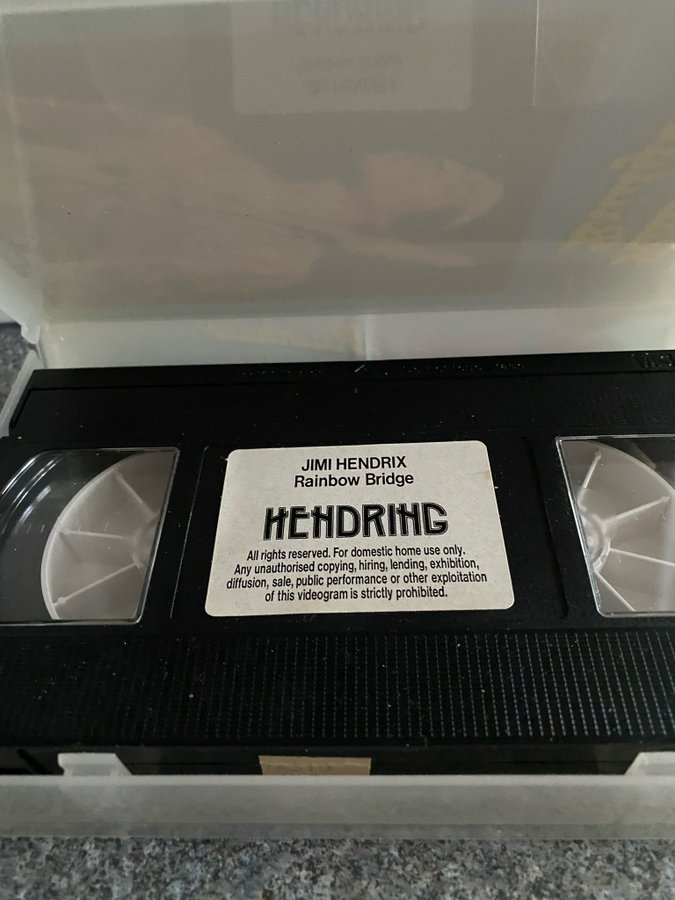 VHS
JIMI HENDRIX
Rainbow Bridge
HENDRING
All rights reserved. For domestic home use only.
Any unauthorised copying, hiring, lending, exhibition,
diffusion, sale, public performance or other exploitation
of this videogram is strictly prohibited.